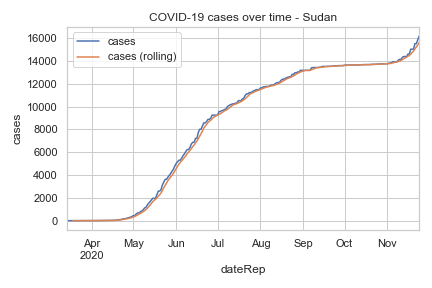 COVID-19 cases over time - Sudan
cases
cases (rolling)
16000
14000
12000
10000
8000
6000
4000
2000
0
cases
Apr
2020
May
Jun
Jul
Aug
Sep
Oct
Nov
dateRep